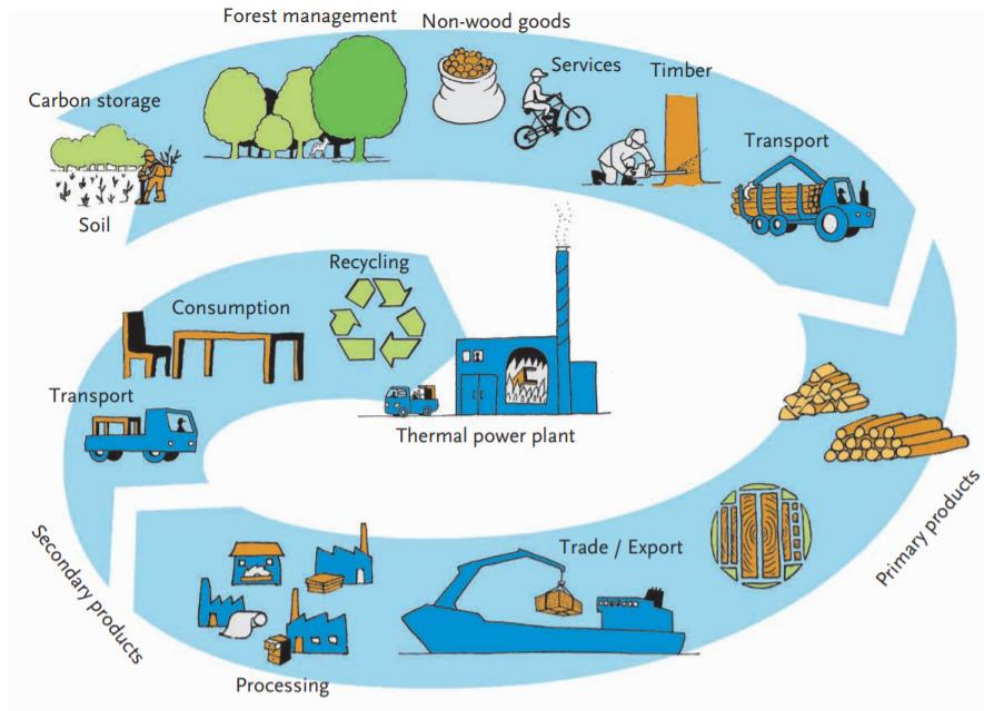 Forest management
Non-wood goods
Services
Timber
Carbon storage
Transport
Soil
Recycling
Consumption
Transport
Thermal power plant
Primary products
Trade / Export
Secondary products
Processing